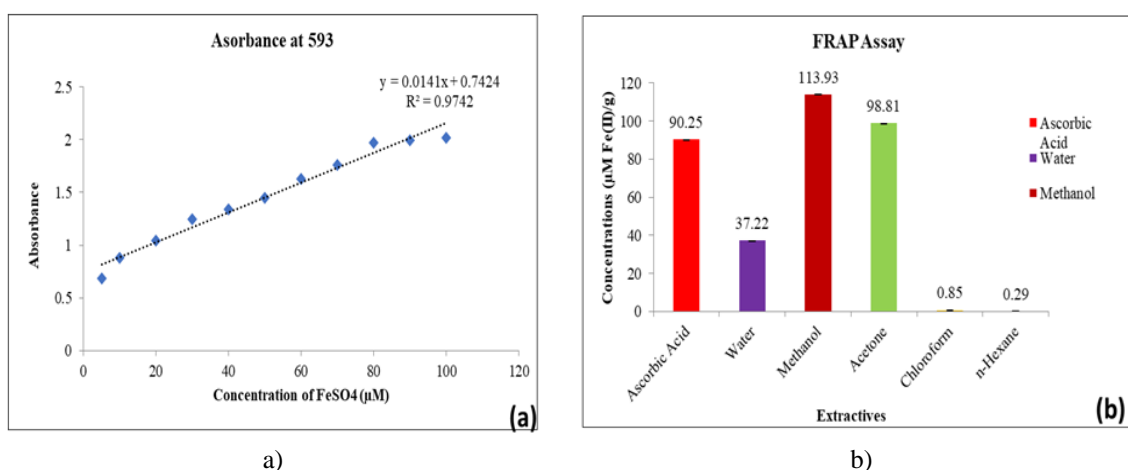 Asorbance at 593
y = 0.0141x + 0.7424
R² = 0.9742
2.5
2
1.5
1
0.5
0
0
20
40
60
80
100
120
Absorbance
Concentration of FeSO4 (µM)
(a)
a)
FRAP Assay
120
100
80
60
40
20
0
Concentrations (µM Fe(II)/g)
90.25
37.22
113.93
98.81
0.85
0.29
Ascorbic Acid
Water
Methanol
Acetone
Chloroform
n-Hexane
Extractives
Ascorbic
Acid
Water
Methanol
(b)
b)